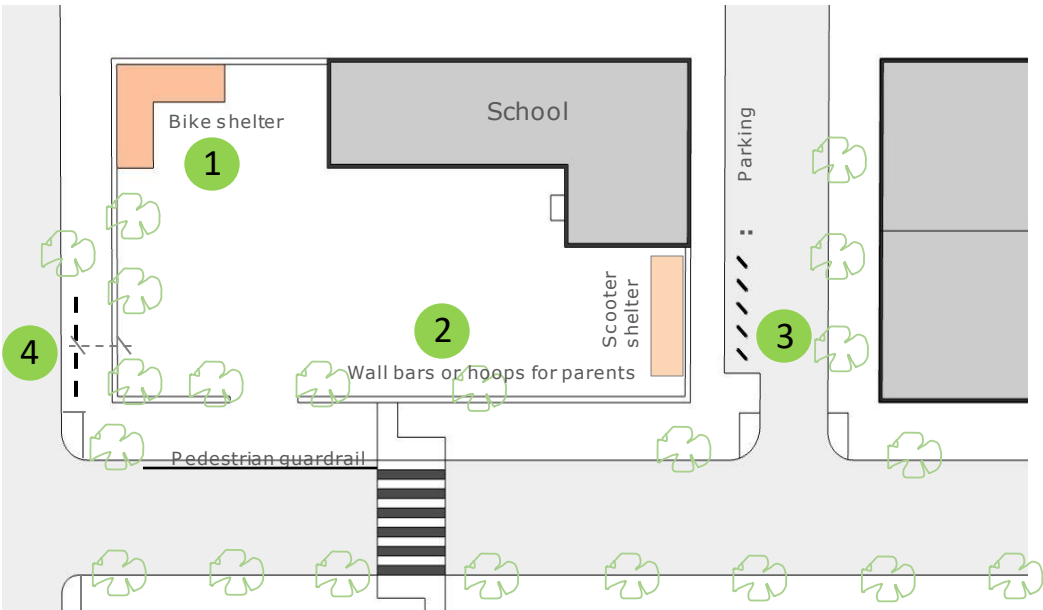 School
Bike shelter
1
Parking
Scooter
shelter
2
3
4
Wall bars or hoops for parents
Pedestrian guardrail